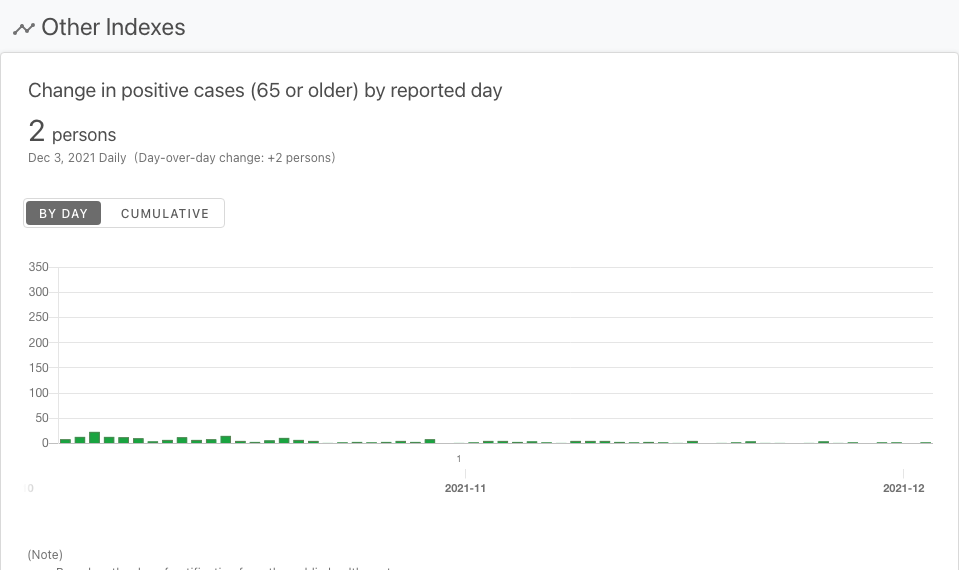 Other Indexes
Change in positive cases (65 or older) by reported day
2 persons
Dec 3, 2021 Daily (Day-over-day change: +2 persons)
BY DAY CUMULATIVE
350
300
250
200
150
100
50
0
1
0 2021-11 2021-12
(Note)